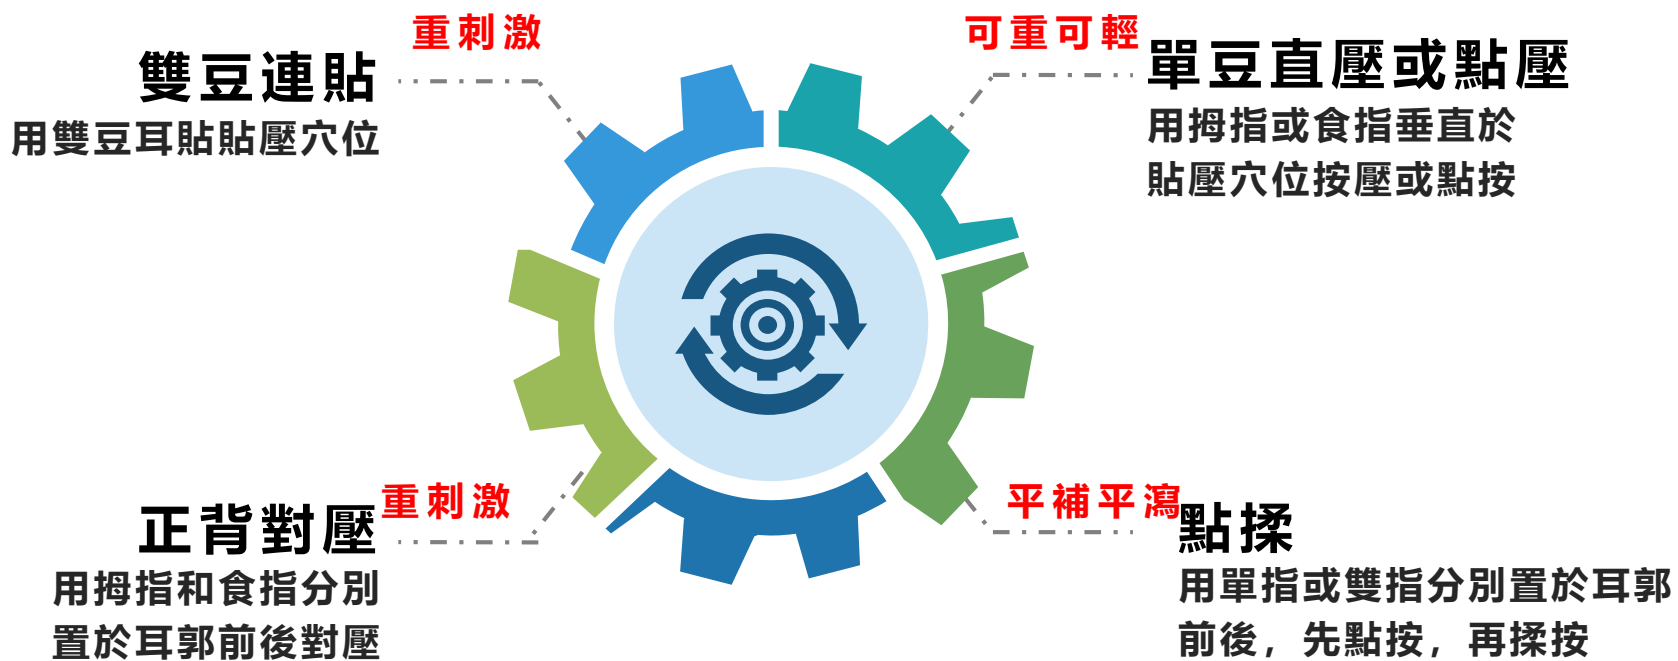 重刺激
雙豆連貼
用雙豆耳貼貼壓穴位
可重可輕
單豆直壓或點壓
用拇指或食指垂直於
貼壓穴位按壓或點按
重刺激
正背對壓
用拇指和食指分別
置於耳郭前後對壓
平補平瀉
點揉
用單指或雙指分別置於耳郭
前後，先點按，再揉按